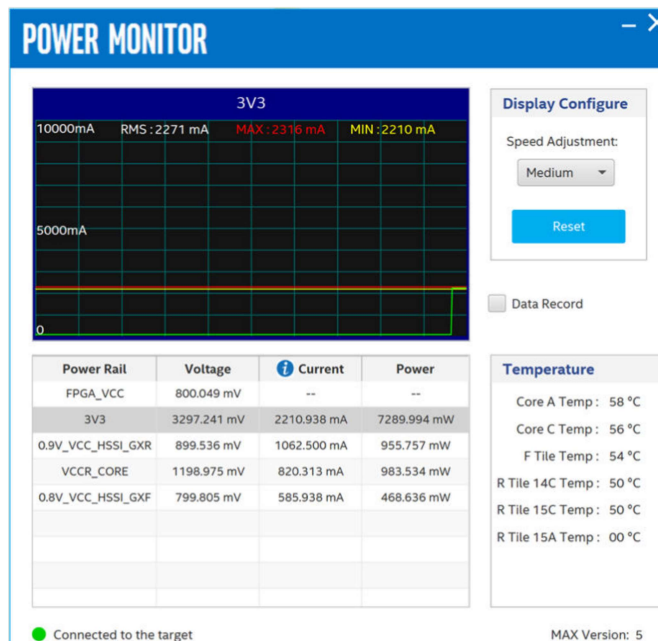 POWER MONITOR
3V3
10000mA RMS:2271 mA MAX:2316 mA MIN:2210 mA
5000mA
0
Display Configure
Speed Adjustment:
Medium
Reset
Data Record
Power Rail Voltage i Current Power
FPGA_VCC 800.049 mV -- --
3V3 3297.241 mV 2210.938 mA 7289.994 mW
0.9V_VCC_HSSI_GXR 899.536 mV 1062.500 mA 955.757 mW
VCCR_CORE 1198.975 mV 820.313 mA 983.534 mW
0.8V_VCC_HSSI_GXF 799.805 mV 585.938 mA 468.636 mW
Temperature
Core A Temp : 58 °C
Core C Temp : 56 °C
F Tile Temp : 54 °C
R Tile 14C Temp : 50 °C
R Tile 15C Temp : 50 °C
R Tile 15A Temp : 00 °C
Connected to the target
MAX Version: 5